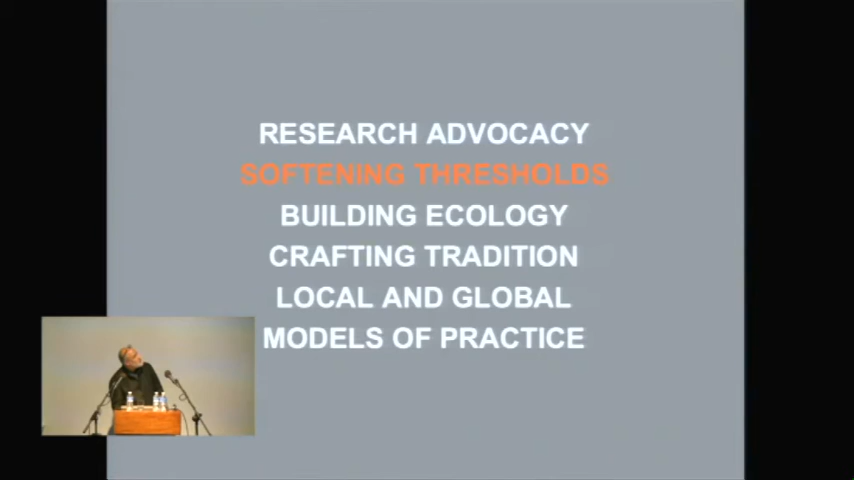 RESEARCH ADVOCACY
SOFTENING THRESHOLDS
BUILDING ECOLOGY
CRAFTING TRADITION
LOCAL AND GLOBAL
MODELS OF PRACTICE